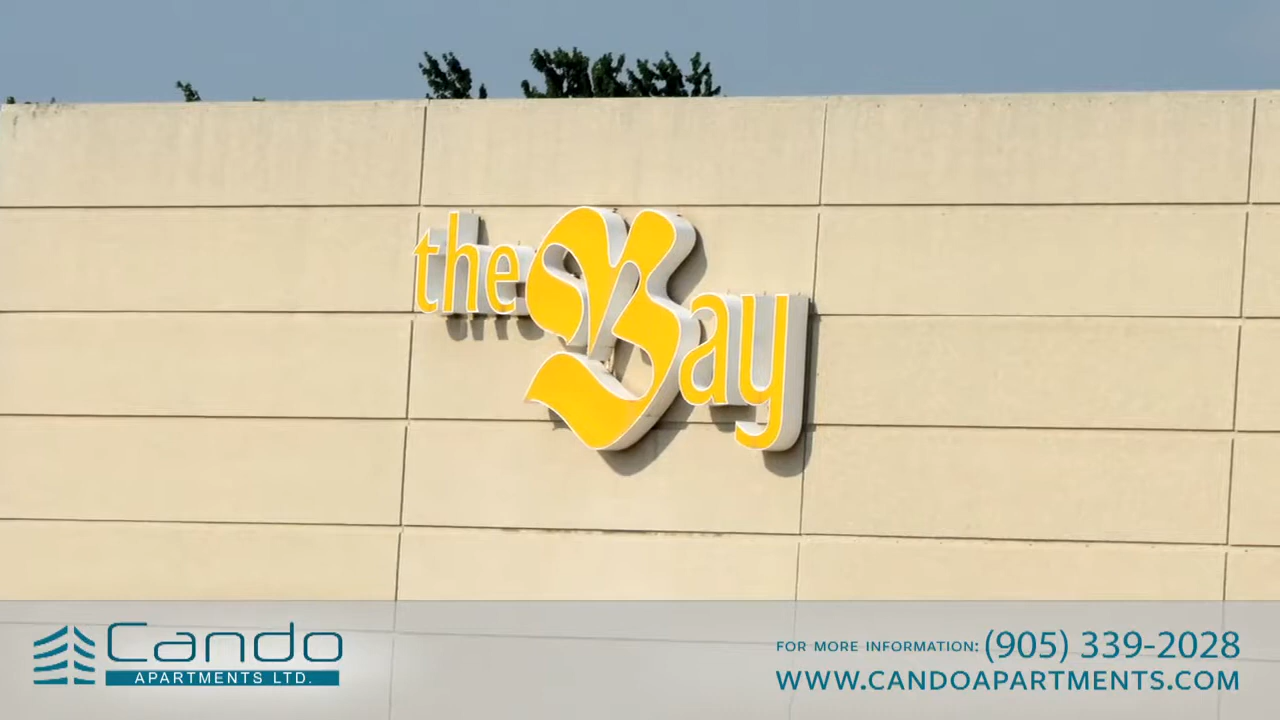 the Bay
Cando
APARTMENTS LTD.
FOR MORE INFORMATION: (905) 339-2028
WWW.CANDOAPARTMENTS.COM